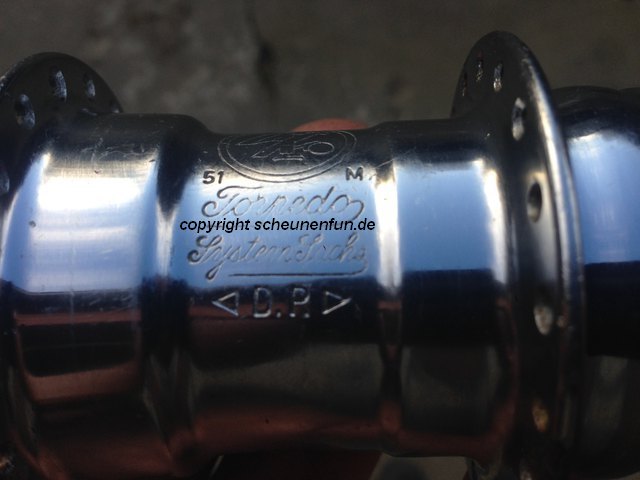 51 M
Torpedo
copyright scheunenfun.de
System Sachs
<D.P.>